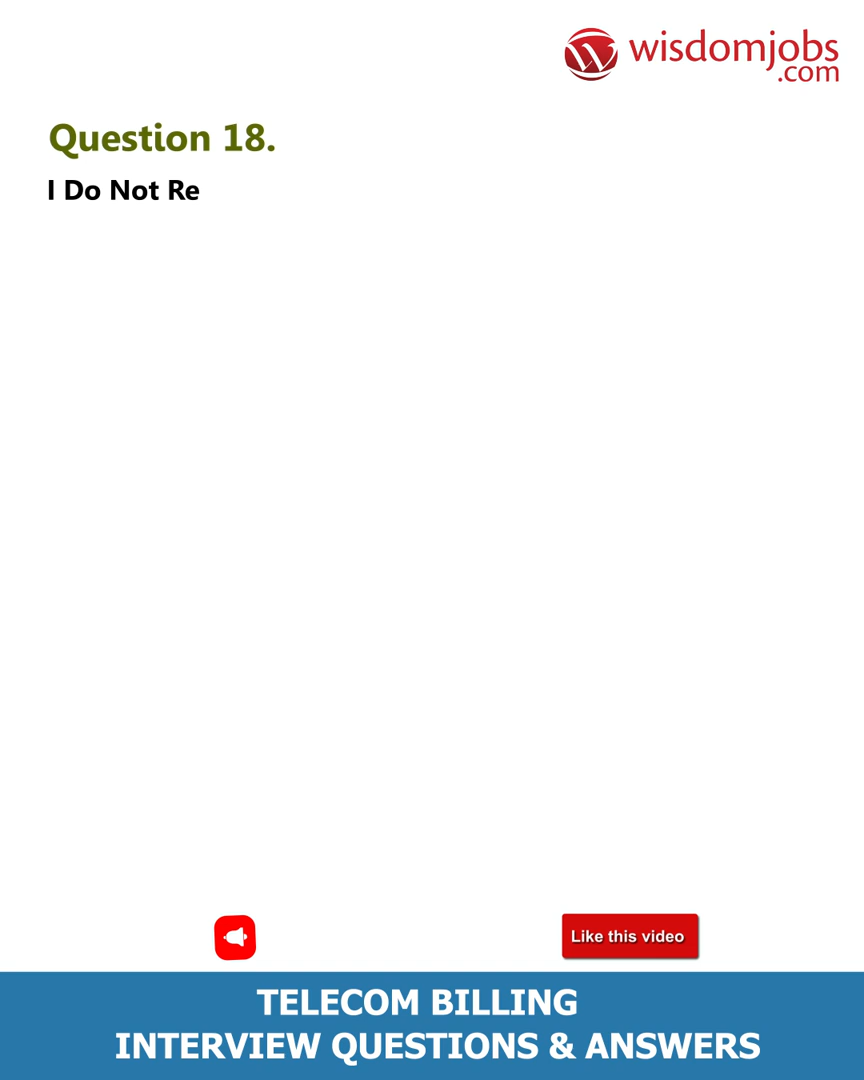 wisdomjobs
.com
Question 18.
I Do Not Re
Like this video
TELECOM BILLING
INTERVIEW QUESTIONS & ANSWERS